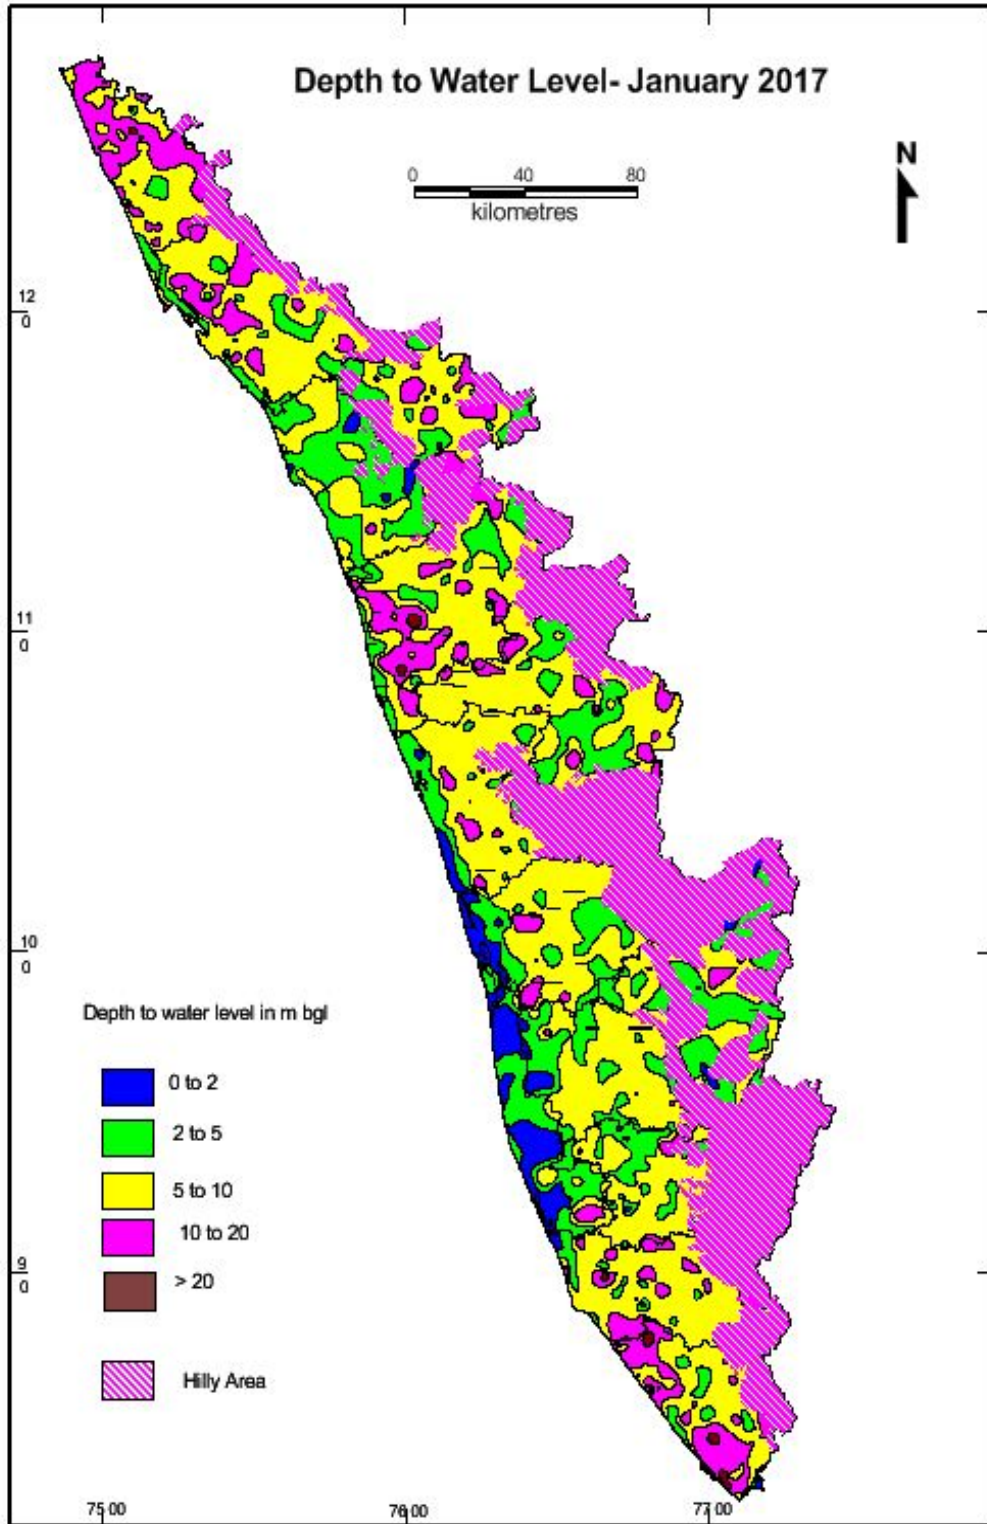 Depth to Water Level- January 2017
N
0 40 80
kilometres
12
0
11
0
10
0
Depth to water level in m bgl
0 to 2
2 to 5
5 to 10
10 to 20
> 20
9
0
Hilly Area
75 00 76 00 77 00